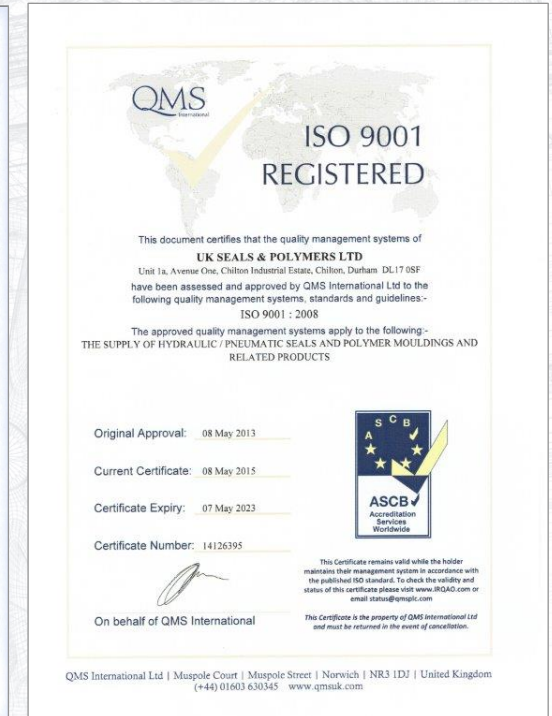 QMS
International
ISO 9001
REGISTERED
This document certifies that the quality management systems of
UK SEALS & POLYMERS LTD
Unit 1a, Avenue One, Chilton Industrial Estate, Chilton, Durham DL17 0SF
have been assessed and approved by QMS International Ltd to the
following quality management systems, standards and guidelines:-
ISO 9001 : 2008
The approved quality management systems apply to the following:-
THE SUPPLY OF HYDRAULIC / PNEUMATIC SEALS AND POLYMER MOULDINGS AND
RELATED PRODUCTS
Original Approval: 08 May 2013
Current Certificate: 08 May 2015
Certificate Expiry: 07 May 2023
Certificate Number: 14126395
On behalf of QMS International
A S C B
ASCB
Accreditation
Services
Worldwide
This Certificate remains valid while the holder
maintains their management system in accordance with
the published ISO standard. To check the validity and
status of this certificate please visit www.IRQAO.com or
email status@qmsplc.com
This Certificate is the property of QMS International Ltd
and must be returned in the event of cancellation.
QMS International Ltd | Muspole Court | Muspole Street | Norwich | NR3 1DJ | United Kingdom
(+44) 01603 630345 www.qmsuk.com